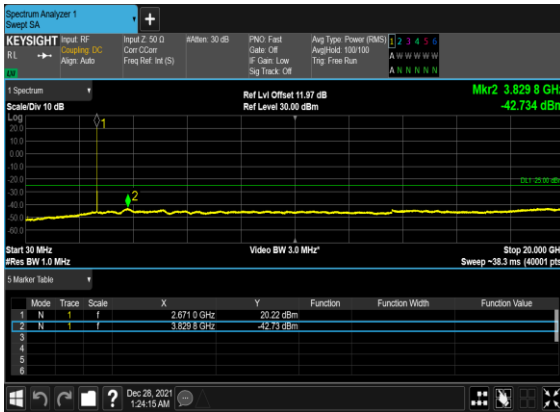 Spectrum Analyzer 1
Swept SA
KEYSIGHT
RL
Input: RF
Coupling: DC
Align: Auto
Input Z: 50 Ω
Corr CCorr
Freq Ref: Int (S)
#Atten: 30 dB
PNO: Fast
Gate: Off
IF Gain: Low
Sig Track: Off
Avg Type: Power (RMS)
Avg|Hold: 100/100
Trig: Free Run
1 2 3 4 5 6
A W W W W W
A N N N N N
1 Spectrum
Scale/Div 10 dB
Ref Lvl Offset 11.97 dB
Ref Level 30.00 dBm
Mkr2 3.829 8 GHz
-42.734 dBm
Log
20.0
10.0
0.00
-10.0
-20.0
-30.0
-40.0
-50.0
-60.0
1
2
DL1 -25.00 dB
Start 30 MHz
#Res BW 1.0 MHz
Video BW 3.0 MHz*
Stop 20.000 GH
Sweep ~38.3 ms (40001 pts
5 Marker Table
Mode Trace Scale X Y Function Function Width Function Value
1 N 1 f 2.671 0 GHz 20.22 dBm
2 N 1 f 3.829 8 GHz -42.73 dBm
3
4
5
6
?
Dec 28, 2021
1:24:15 AM